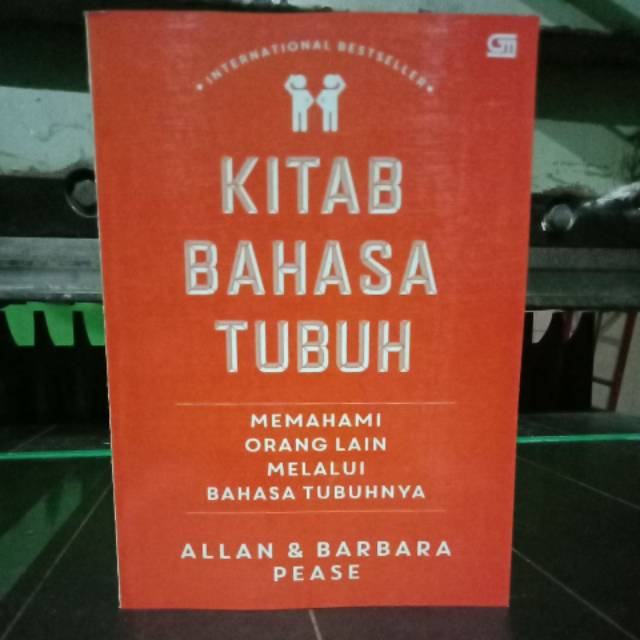 INTERNATIONAL BESTSELLER
KITAB
BAHASA
TUBUH
MEMAHAMI
ORANG LAIN
MELALUI
BAHASA TUBUHNYA
ALLAN & BARBARA
PEASE